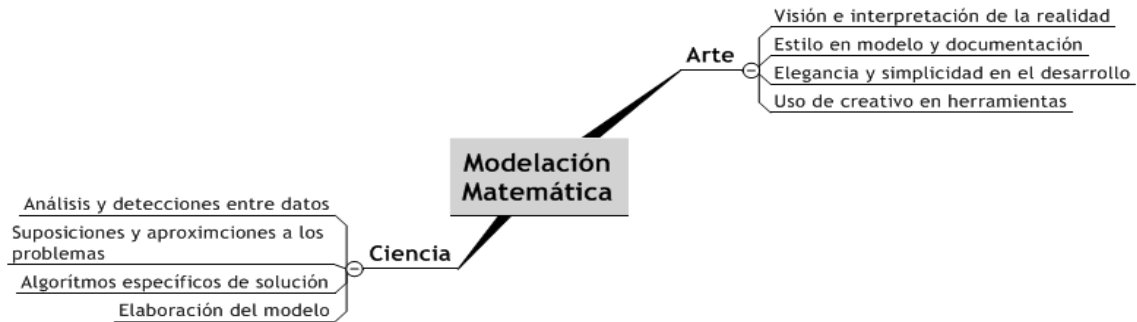 Visión e interpretación de la realidad
Estilo en modelo y documentación
Arte
Elegancia y simplicidad en el desarrollo
Uso de creativo en herramientas
Modelación
Matemática
Análisis y detecciones entre datos
Suposiciones y aproximciones a los
problemas
Ciencia
Algorítmos específicos de solución
Elaboración del modelo